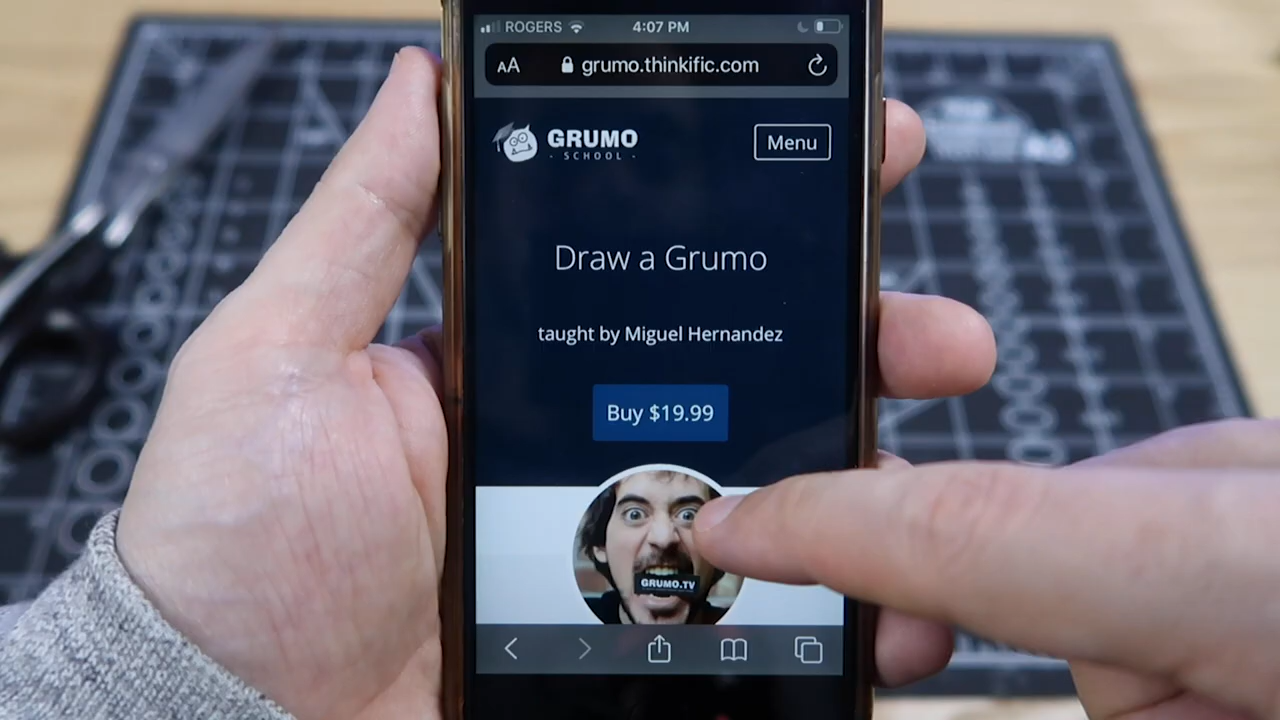 ROGERS 4:07 PM
AA grumo.thinkific.com
GRUMO Menu
- SCHOOL -
Draw a Grumo
taught by Miguel Hernandez
Buy $19.99
GRUMO.TV